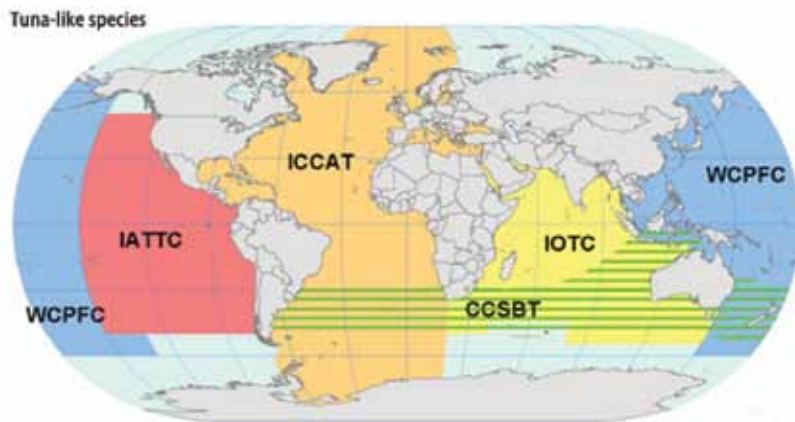 Tuna-like species
ICCAT
WCPFC
IATTC
IOTC
WCPFC
CCSBT